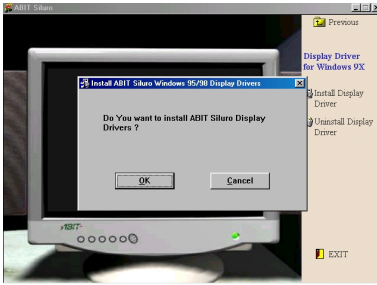 ABIT Siluro
Previous
Display Driver
for Windows 9X
Install ABIT Siluro Windows 95/98 Display Drivers
Install Display
Driver
Do You want to install ABIT Siluro Display
Drivers ?
Uninstall Display
Driver
OK
Cancel
ABIT
EXIT